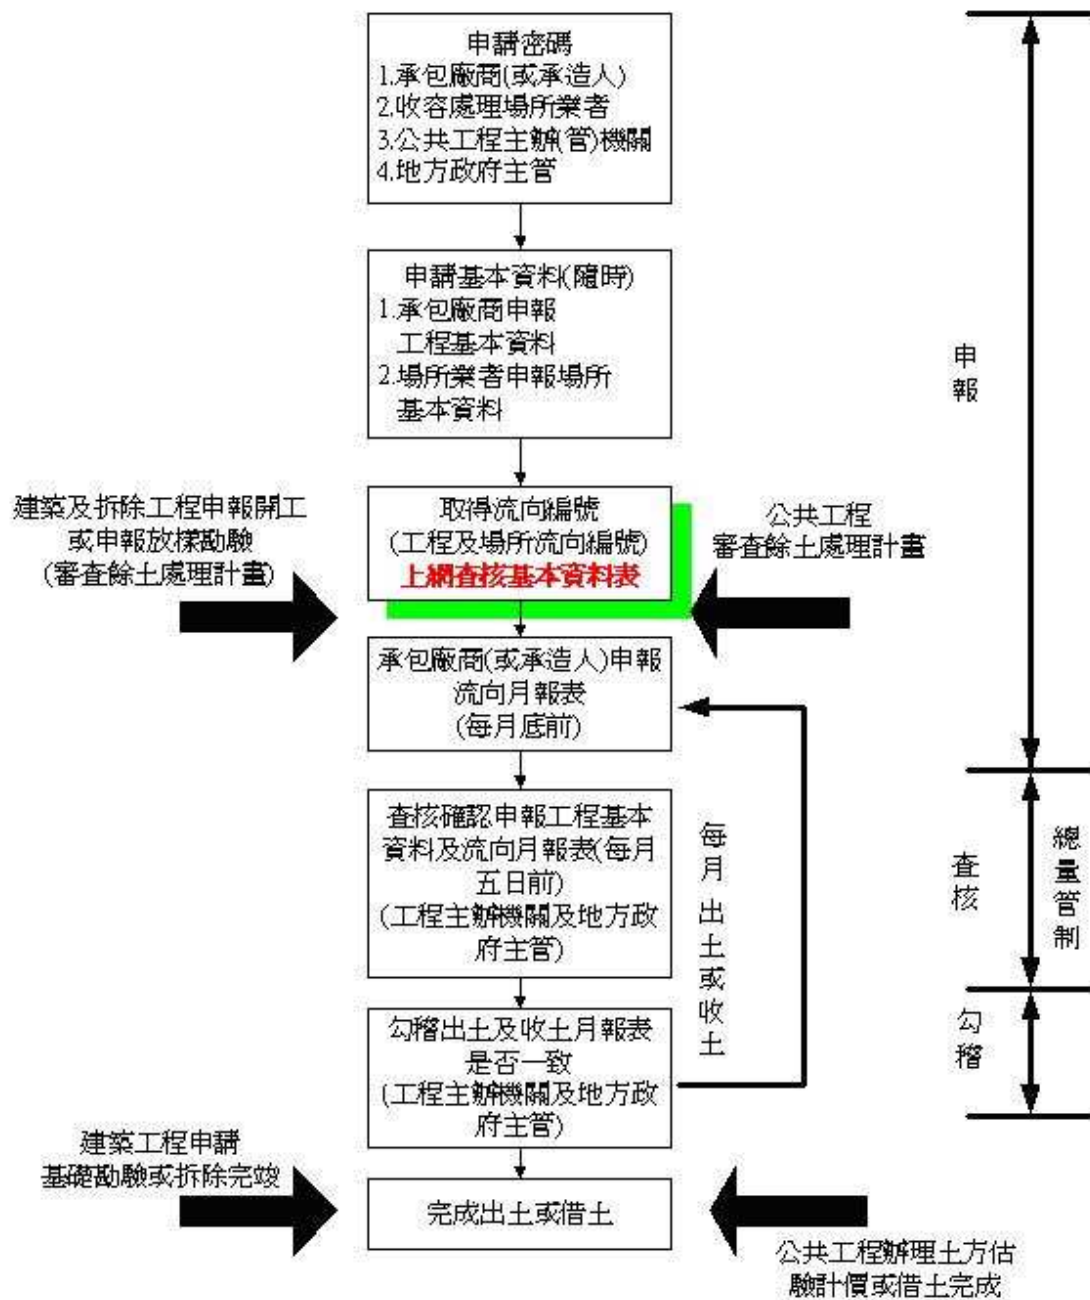 申請密碼
1.承包廠商(或承造人)
2.收容處理場所業者
3.公共工程主辦(管)機關
4.地方政府主管
申請基本資料(隨時)
1.承包廠商申報
工程基本資料
2.場所業者申報場所
基本資料
申報
建築及拆除工程申報開工
或申報放樣勘驗
(審查餘土處理計畫)
取得流向編號
(工程及場所流向編號)
上網查核基本資料表
公共工程
審查餘土處理計畫
承包廠商(或承造人)申報
流向月報表
(每月底前)
查核確認申報工程基本
資料及流向月報表(每月
五日前)
(工程主辦機關及地方政
府主管)
每月出土或收土
查核
總量管制
勾稽出土及收土月報表
是否一致
(工程主辦機關及地方政
府主管)
勾稽
建築工程申請
基礎勘驗或拆除完竣
完成出土或借土
公共工程辦理土方估
驗計價或借土完成